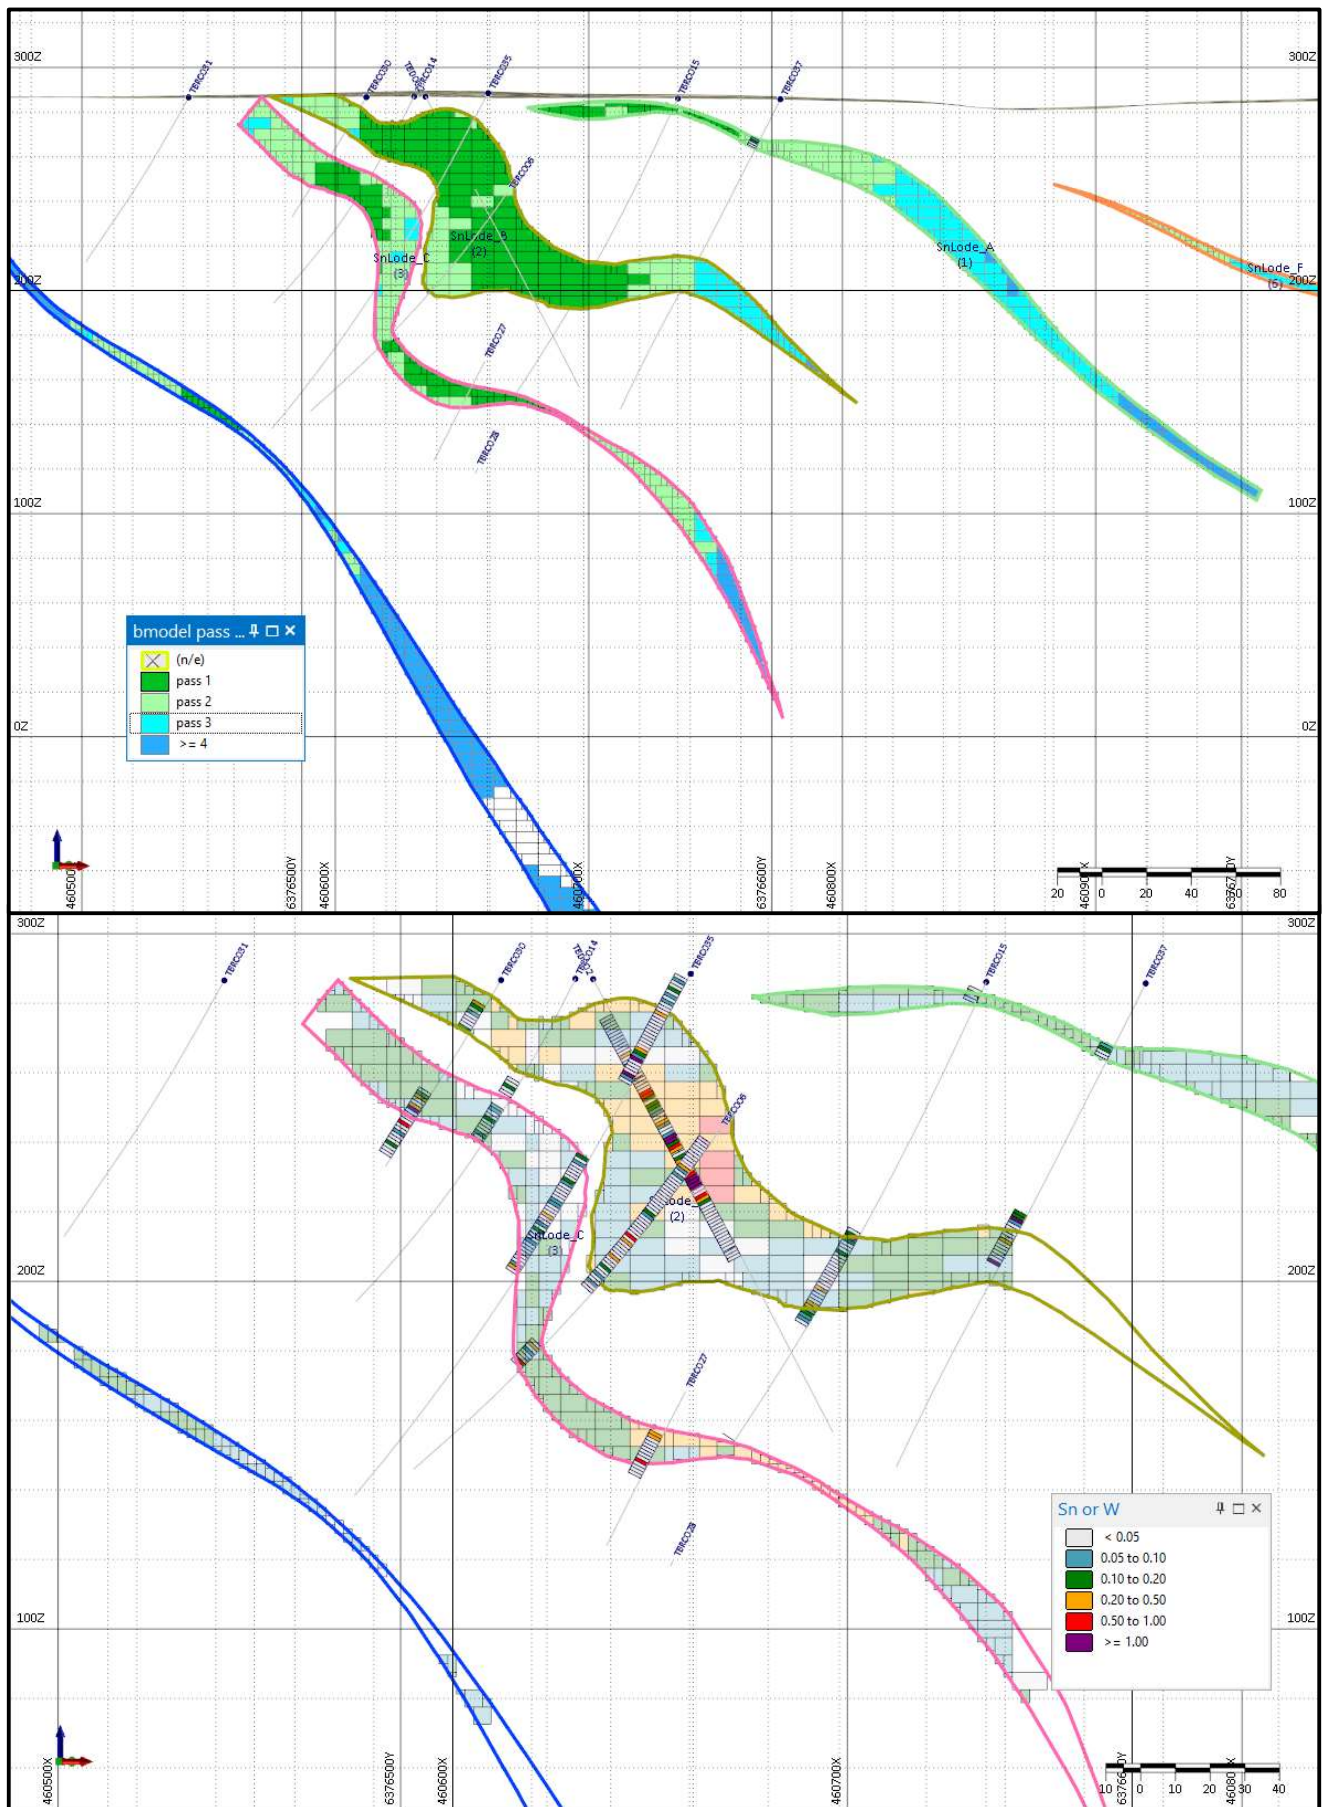 300Z
300Z
TBRC031
TBRC030
TBRC014
TBRC035
TBRC015
TBRC037
TBRC006
SnLode_B
(2)
SnLode_A
(1)
SnLode_C
(3)
SnLode_F
(6)
200Z
200Z
TBRC027
TBRC028
100Z
100Z
bmodel pass ...
(n/e)
pass 1
pass 2
pass 3
>= 4
0Z
0Z
460500X
6376500Y
460600X
460700X
6376600Y
460800X
20 0 20 40 60 80
300Z
300Z
TBRC031
TBRC030
TBRC014
TBRC035
TBRC015
TBRC037
TBRC006
(2)
SnLode_C
(3)
200Z
200Z
TBRC027
TBRC028
Sn or W
< 0.05
0.05 to 0.10
0.10 to 0.20
0.20 to 0.50
0.50 to 1.00
>= 1.00
100Z
100Z
460500X
6376500Y
460600X
460700X
10 0 10 20 30 40